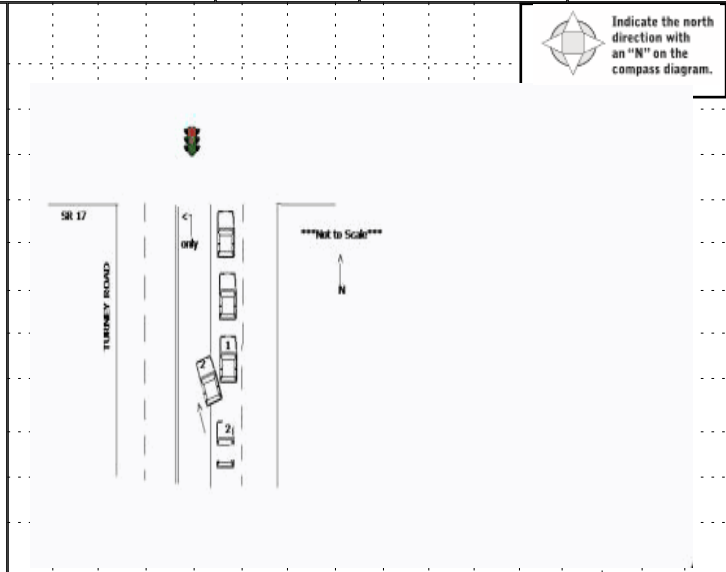 Indicate the north
direction with
an “N” on the
compass diagram.
SR 17
only
***Not to Scale***
TURNEY ROAD
N
1
2
2